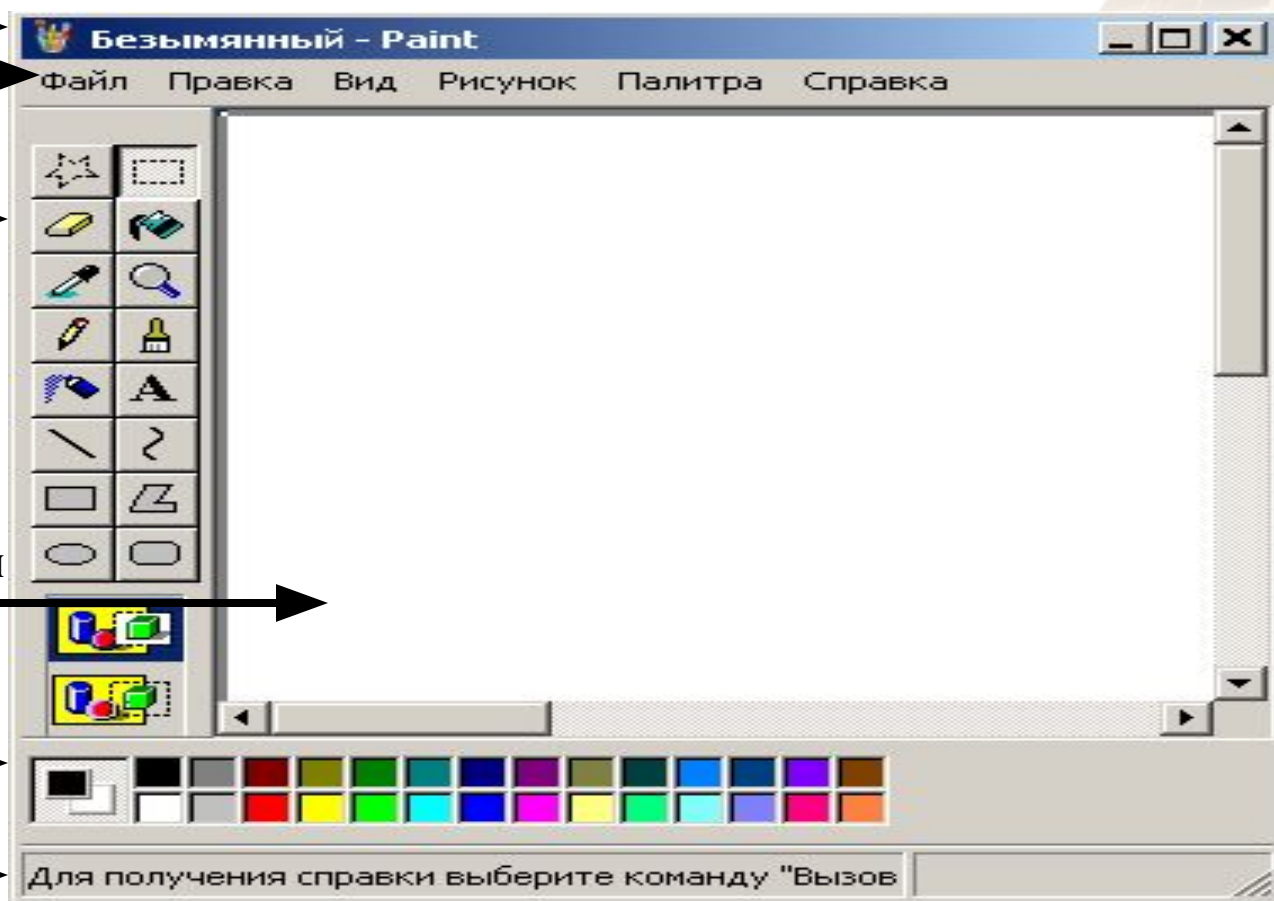 Безымянный - Paint
Файл Правка Вид Рисунок Палитра Справка
A
Для получения справки выберите команду "Вызов